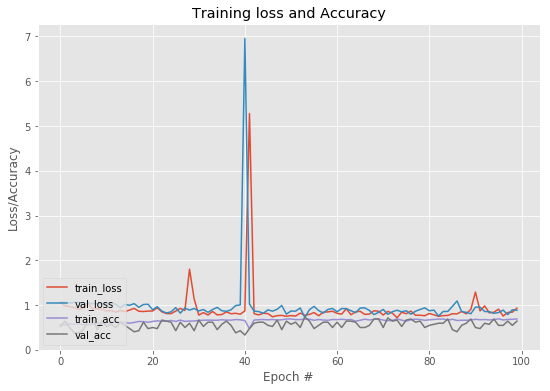 Training loss and Accuracy
Loss/Accuracy
7
6
5
4
3
2
1
0
train_loss
val_loss
train_acc
val_acc
0 20 40 60 80 100
Epoch #